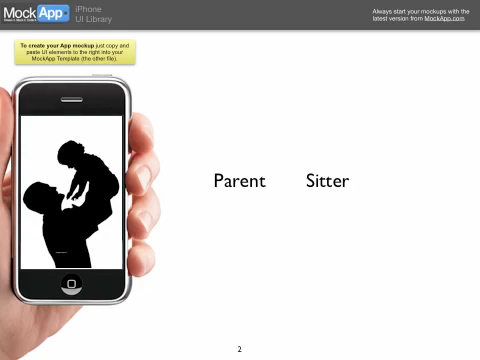 MockApp
iPhone
UI Library
Always start your mockups with the
latest version from MockApp.com
To create your App mockup just copy and
paste UI elements to the right into your
MockApp Template (the other file).
Parent Sitter
2